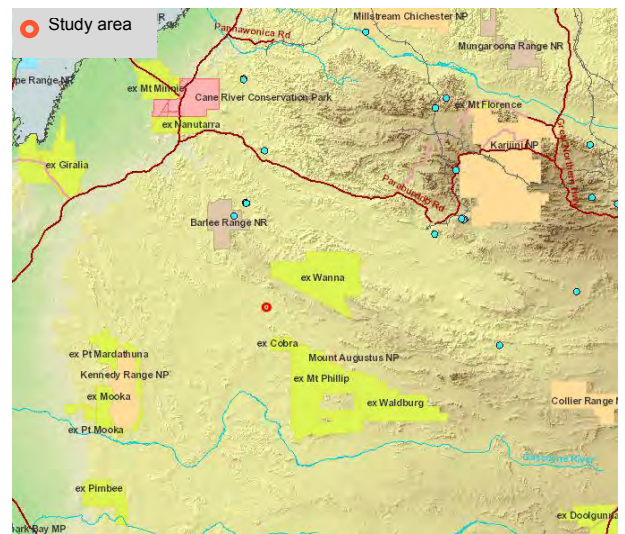 Study area
Millstream Chichester NP
Pannawonica Rd
Mungaroona Range NR
pe Range NR
ex Mt Minnie
Cane River Conservation Park
ex Mt Florence
ex Nanutarra
Karijini NP
Great Northern Hwy
ex Giralia
Paraburdoo Rd
Barlee Range NR
ex Wanna
ex Cobra
ex Pt Mardathuna
Mount Augustus NP
Kennedy Range NP
ex Mt Phillip
ex Mooka
ex Waldburg
Collier Range N
ex Pt Mooka
Gascoyne River
ex Pimbee
ex Doolgunna
ark Bay MP